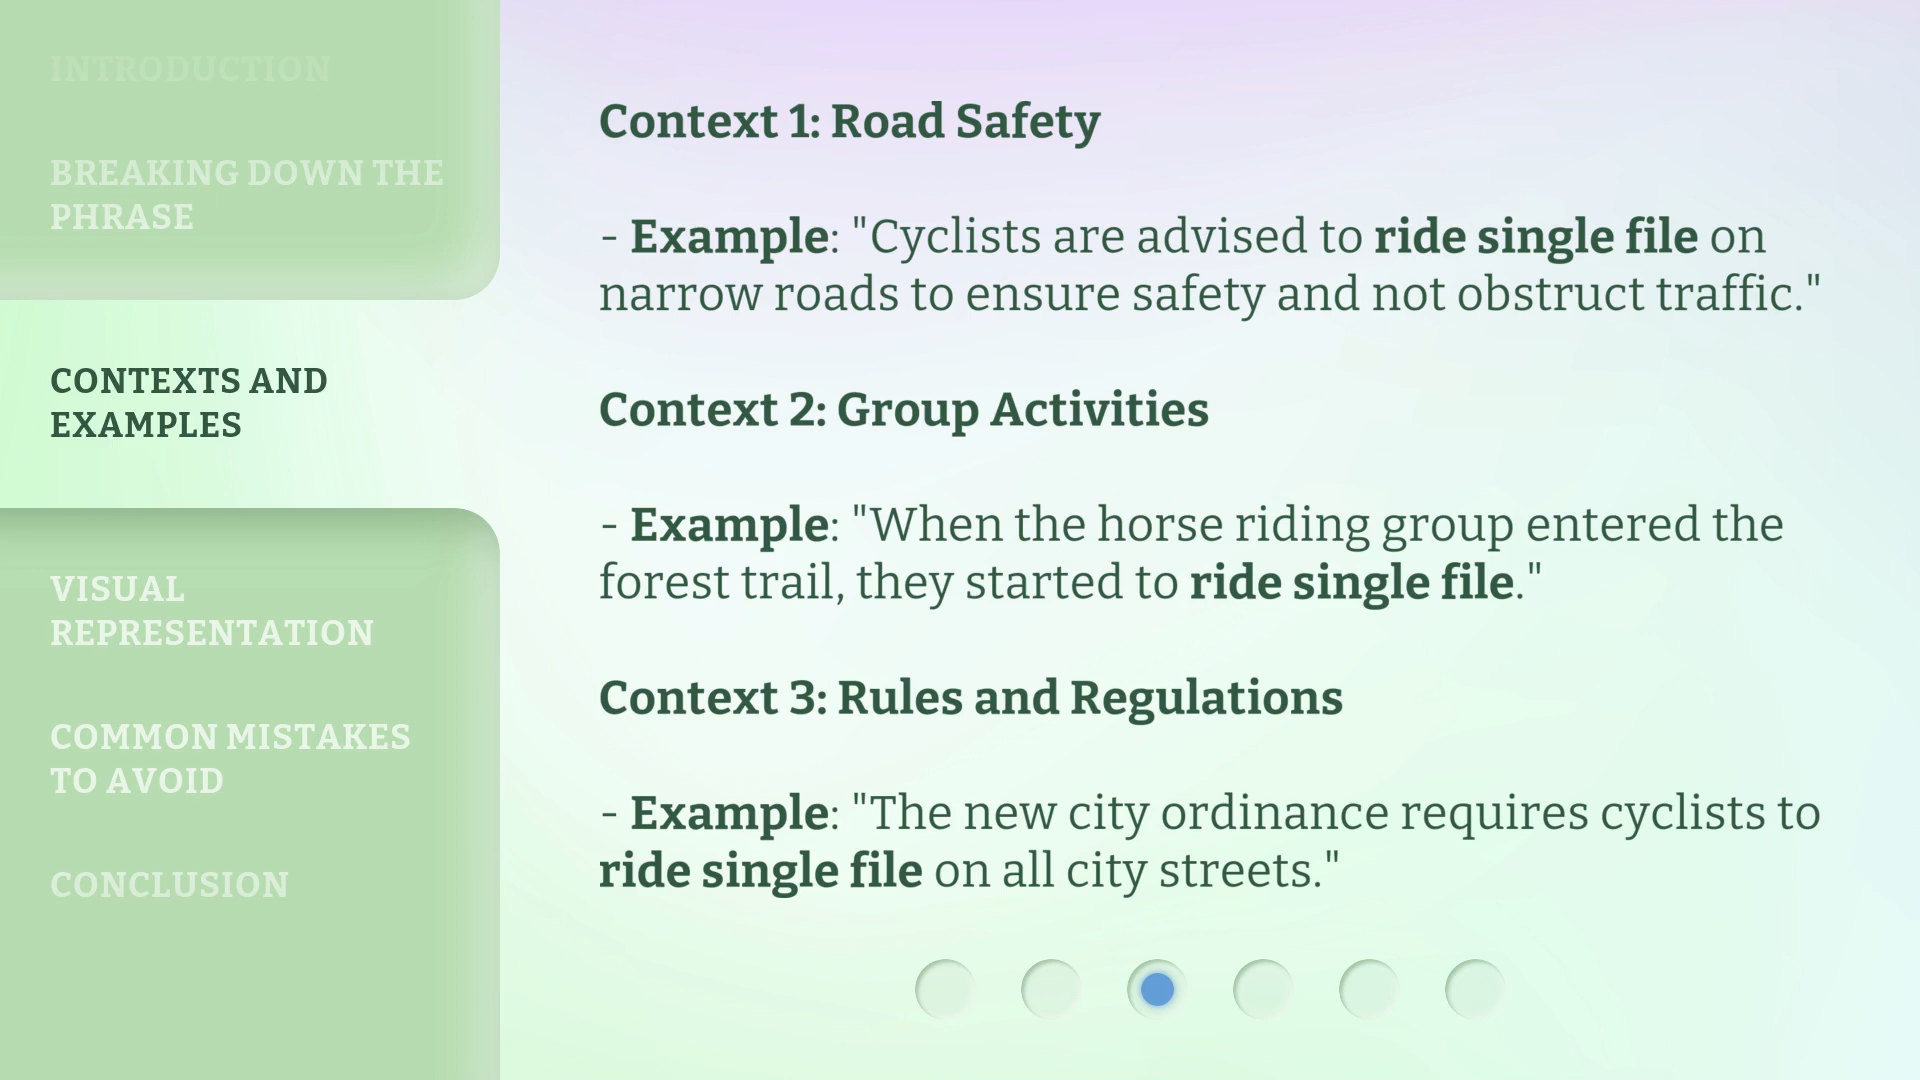 INTRODUCTION
BREAKING DOWN THE
PHRASE
CONTEXTS AND
EXAMPLES
VISUAL
REPRESENTATION
COMMON MISTAKES
TO AVOID
CONCLUSION
Context 1: Road Safety
- Example: "Cyclists are advised to ride single file on
narrow roads to ensure safety and not obstruct traffic."
Context 2: Group Activities
- Example: "When the horse riding group entered the
forest trail, they started to ride single file."
Context 3: Rules and Regulations
- Example: "The new city ordinance requires cyclists to
ride single file on all city streets."